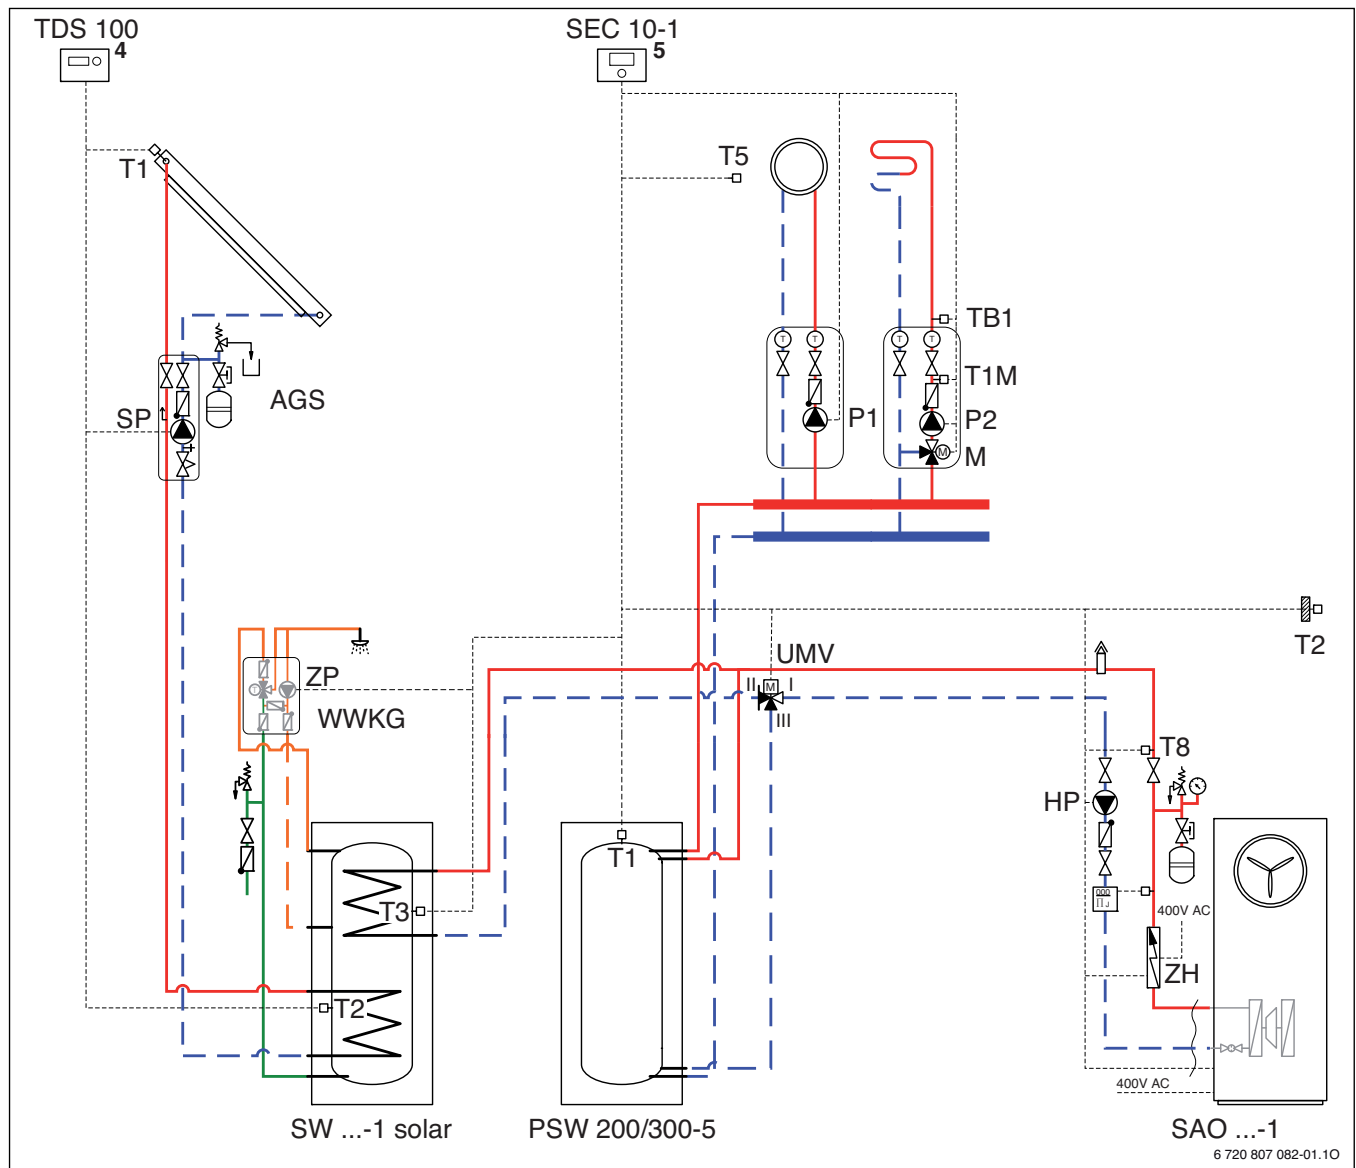 TDS 100
4
SEC 10-1
5
T1
T5
TB1
T
T
T
T
T1M
AGS
SP
P1
P2
M
M
T2
ZP
UMV
M
II
I
T
WWKG
III
T8
HP
T1
T3
400V AC
ZH
T2
400V AC
SW ...-1 solar
PSW 200/300-5
SAO ...-1
6 720 807 082-01.1O